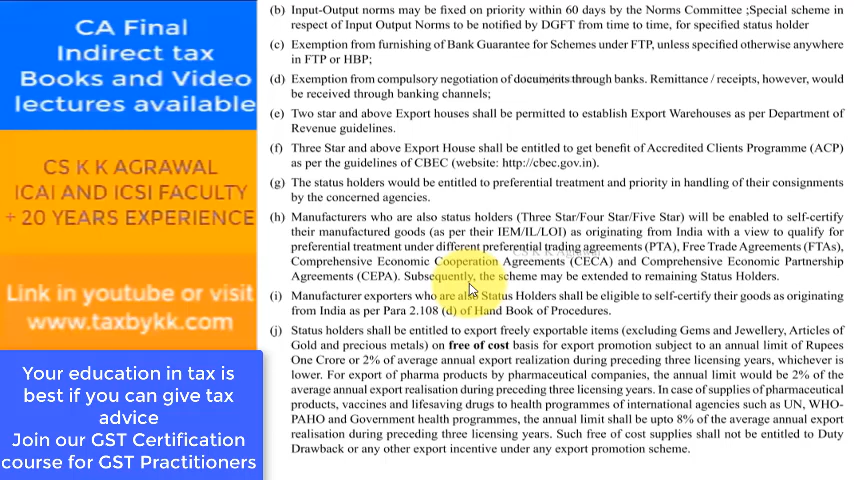 CA Final
Indirect tax
Books and Video
lectures available
CS K K AGRAWAL
ICAI AND ICSI FACULTY
+ 20 YEARS EXPERIENCE
Link in youtube or visit
www.taxbykk.com
Your education in tax is
best if you can give tax
advice
Join our GST Certification
course for GST Practitioners
(b) Input-Output norms may be fixed on priority within 60 days by the Norms Committee ;Special scheme in
respect of Input Output Norms to be notified by DGFT from time to time, for specified status holder
(c) Exemption from furnishing of Bank Guarantee for Schemes under FTP, unless specified otherwise anywhere
in FTP or HBP;
(d) Exemption from compulsory negotiation of documents through banks. Remittance / receipts, however, would
be received through banking channels;
(e) Two star and above Export houses shall be permitted to establish Export Warehouses as per Department of
Revenue guidelines.
(f) Three Star and above Export House shall be entitled to get benefit of Accredited Clients Programme (ACP)
as per the guidelines of CBEC (website: http://cbec.gov.in).
(g) The status holders would be entitled to preferential treatment and priority in handling of their consignments
by the concerned agencies.
(h) Manufacturers who are also status holders (Three Star/Four Star/Five Star) will be enabled to self-certify
their manufactured goods (as per their IEM/IL/LOI) as originating from India with a view to qualify for
preferential treatment under different preferential trading agreements (PTA), Free Trade Agreements (FTAs),
Comprehensive Economic Cooperation Agreements (CECA) and Comprehensive Economic Partnership
Agreements (CEPA). Subsequently, the scheme may be extended to remaining Status Holders.
(i) Manufacturer exporters who are also Status Holders shall be eligible to self-certify their goods as originating
from India as per Para 2.108 (d) of Hand Book of Procedures.
(j) Status holders shall be entitled to export freely exportable items (excluding Gems and Jewellery, Articles of
Gold and precious metals) on free of cost basis for export promotion subject to an annual limit of Rupees
One Crore or 2% of average annual export realization during preceding three licensing years, whichever is
lower. For export of pharma products by pharmaceutical companies, the annual limit would be 2% of the
average annual export realisation during preceding three licensing years. In case of supplies of pharmaceutical
products, vaccines and lifesaving drugs to health programmes of international agencies such as UN, WHO-
PAHO and Government health programmes, the annual limit shall be upto 8% of the average annual export
realisation during preceding three licensing years. Such free of cost supplies shall not be entitled to Duty
Drawback or any other export incentive under any export promotion scheme.